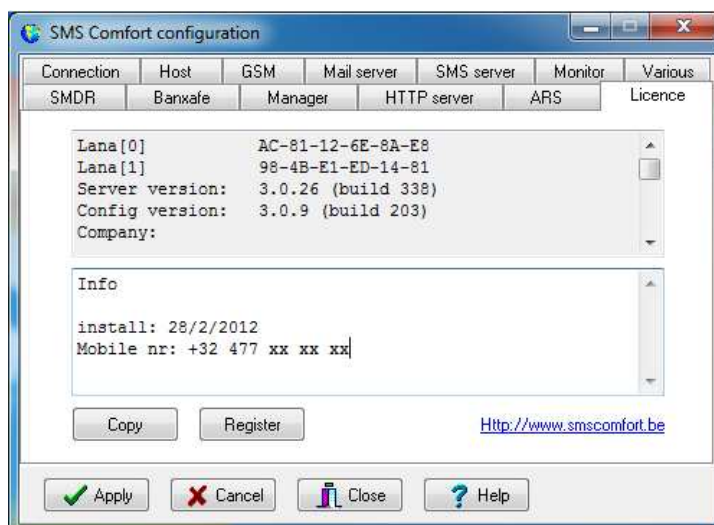 SMS Comfort configuration
Connection Host GSM Mail server SMS server Monitor Various
SMDR Banxafe Manager HTTP server ARS Licence
Lana[0] AC-81-12-6E-8A-E8
Lana[1] 98-4B-E1-ED-14-81
Server version: 3.0.26 (build 338)
Config version: 3.0.9 (build 203)
Company:
Info
install: 28/2/2012
Mobile nr: +32 477 xx xx xx
Copy Register Http://www.smscomfort.be
Apply Cancel Close Help